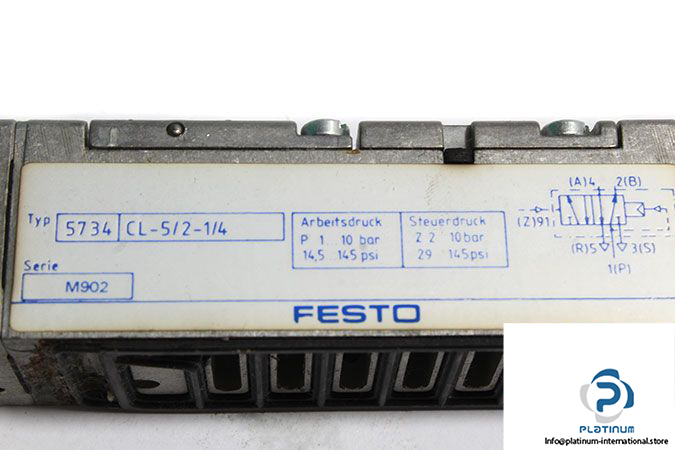 Typ 5734 CL-5/2-1/4
Serie
M902
Arbeitsdruck
P 1 10 bar
14,5 145 psi
Steuerdruck
Z 2 10 bar
29 145 psi
(A)4 2(B)
(Z)91
(R)5 3(S)
1(P)
FESTO
PLATINUM
Info@platinum-international.store